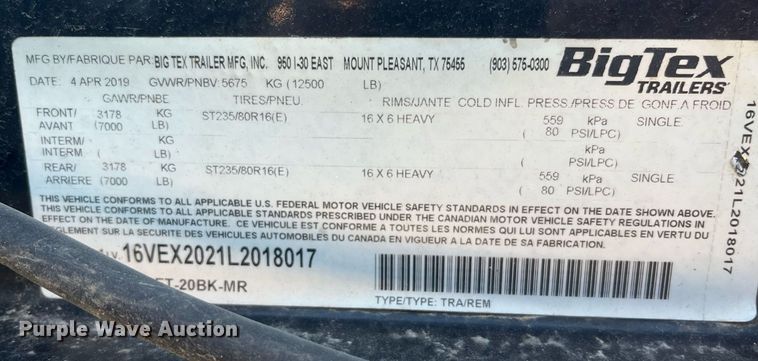 MFG BY/FABRIQUE PAR: BIG TEX TRAILER MFG, INC. 950 I-30 EAST MOUNT PLEASANT, TX 75455 (903) 575-0300
BigTex
TRAILERS®
DATE: 4 APR 2019 GVWR/PNBV: 5675 KG (12500 LB)
GAWR/PNBE TIRES/PNEU RIMS/JANTE COLD INFL. PRESS./PRESS DE GONF.A FROID
FRONT/ 3178 KG ST235/80R16(E) 16 X 6 HEAVY 559 kPa SINGLE
AVANT (7000 LB) ( 80 PSI/LPC)
INTERM/ KG kPa
INTERM ( LB) ( PSI/LPC)
REAR/ 3178 KG ST235/80R16(E) 16 X 6 HEAVY 559 kPa SINGLE
ARRIERE (7000 LB) ( 80 PSI/LPC)
THIS VEHICLE CONFORMS TO ALL APPLICABLE U.S. FEDERAL MOTOR VEHICLE SAFETY STANDARDS IN EFFECT ON THE DATE SHOWN ABOVE.
THIS VEHICLE CONFORMS TO ALL APPLICABLE STANDARDS PRESCRIBED UNDER THE CANADIAN MOTOR VEHICLE SAFETY REGULATIONS IN
EFFECT ON THE DATE OF MANUFACTURE. CE VEHICULE EST CONFORME A TOUTES LES NORMES QUI LUI SONT APPLICABLES EN VERTU DU
REGLEMENT SUR LA SECURITE DES VEHICULES AUTOMOBILES DU CANADA EN VIGUEUR A LA DATE DE SA FABRICATION.
16VEX2021L2018017
-20BK-MR
TYPE/TYPE: TRA/REM
16VEX2021L2018017
Purple Wave Auction